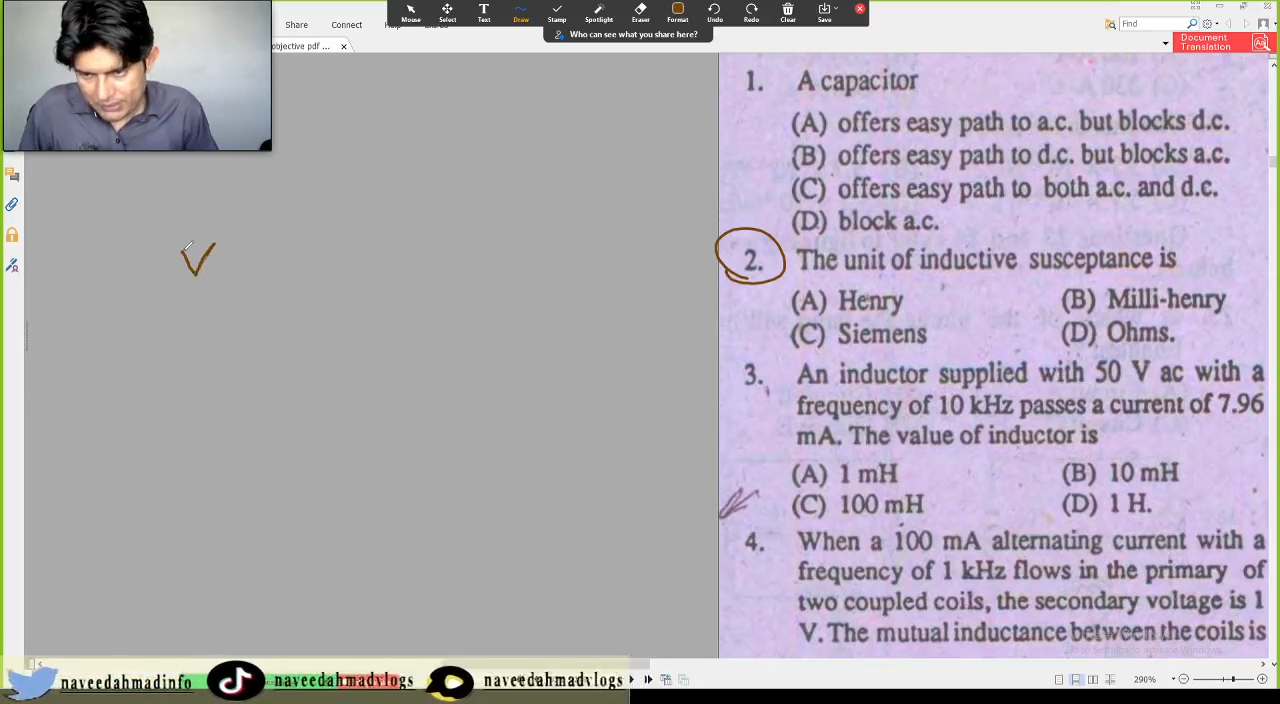 Share Connect
Mouse Select Text Draw Stamp Spotlight Eraser Format Undo Redo Clear Save
Who can see what you share here?
Find
objective pdf ...
Document
Translation
1. A capacitor
(A) offers easy path to a.c. but blocks d.c.
(B) offers easy path to d.c. but blocks a.c.
(C) offers easy path to both a.c. and d.c.
(D) block a.c.
2. The unit of inductive susceptance is
(A) Henry (B) Milli-henry
(C) Siemens (D) Ohms.
3. An inductor supplied with 50 V ac with a
frequency of 10 kHz passes a current of 7.96
mA. The value of inductor is
(A) 1 mH (B) 10 mH
(C) 100 mH (D) 1 H.
4. When a 100 mA alternating current with a
frequency of 1 kHz flows in the primary of
two coupled coils, the secondary voltage is 1
V. The mutual inductance between the coils is
Go to Settings to activate Windows.
naveedahmadinfo naveedahmadvlogs naveedahmadvlogs
290%